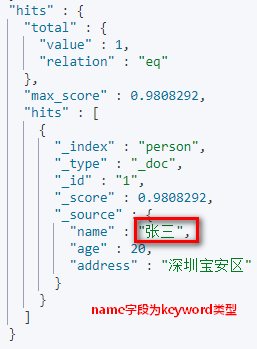 "hits" : {
"total" : {
"value" : 1,
"relation" : "eq"
},
"max_score" : 0.9808292,
"hits" : [
{
"_index" : "person",
"_type" : "_doc",
"_id" : "1",
"_score" : 0.9808292,
"_source" : {
"name" : "张三",
"age" : 20,
"address" : "深圳宝安区"
}
}
]
}
name字段为keyword类型
}